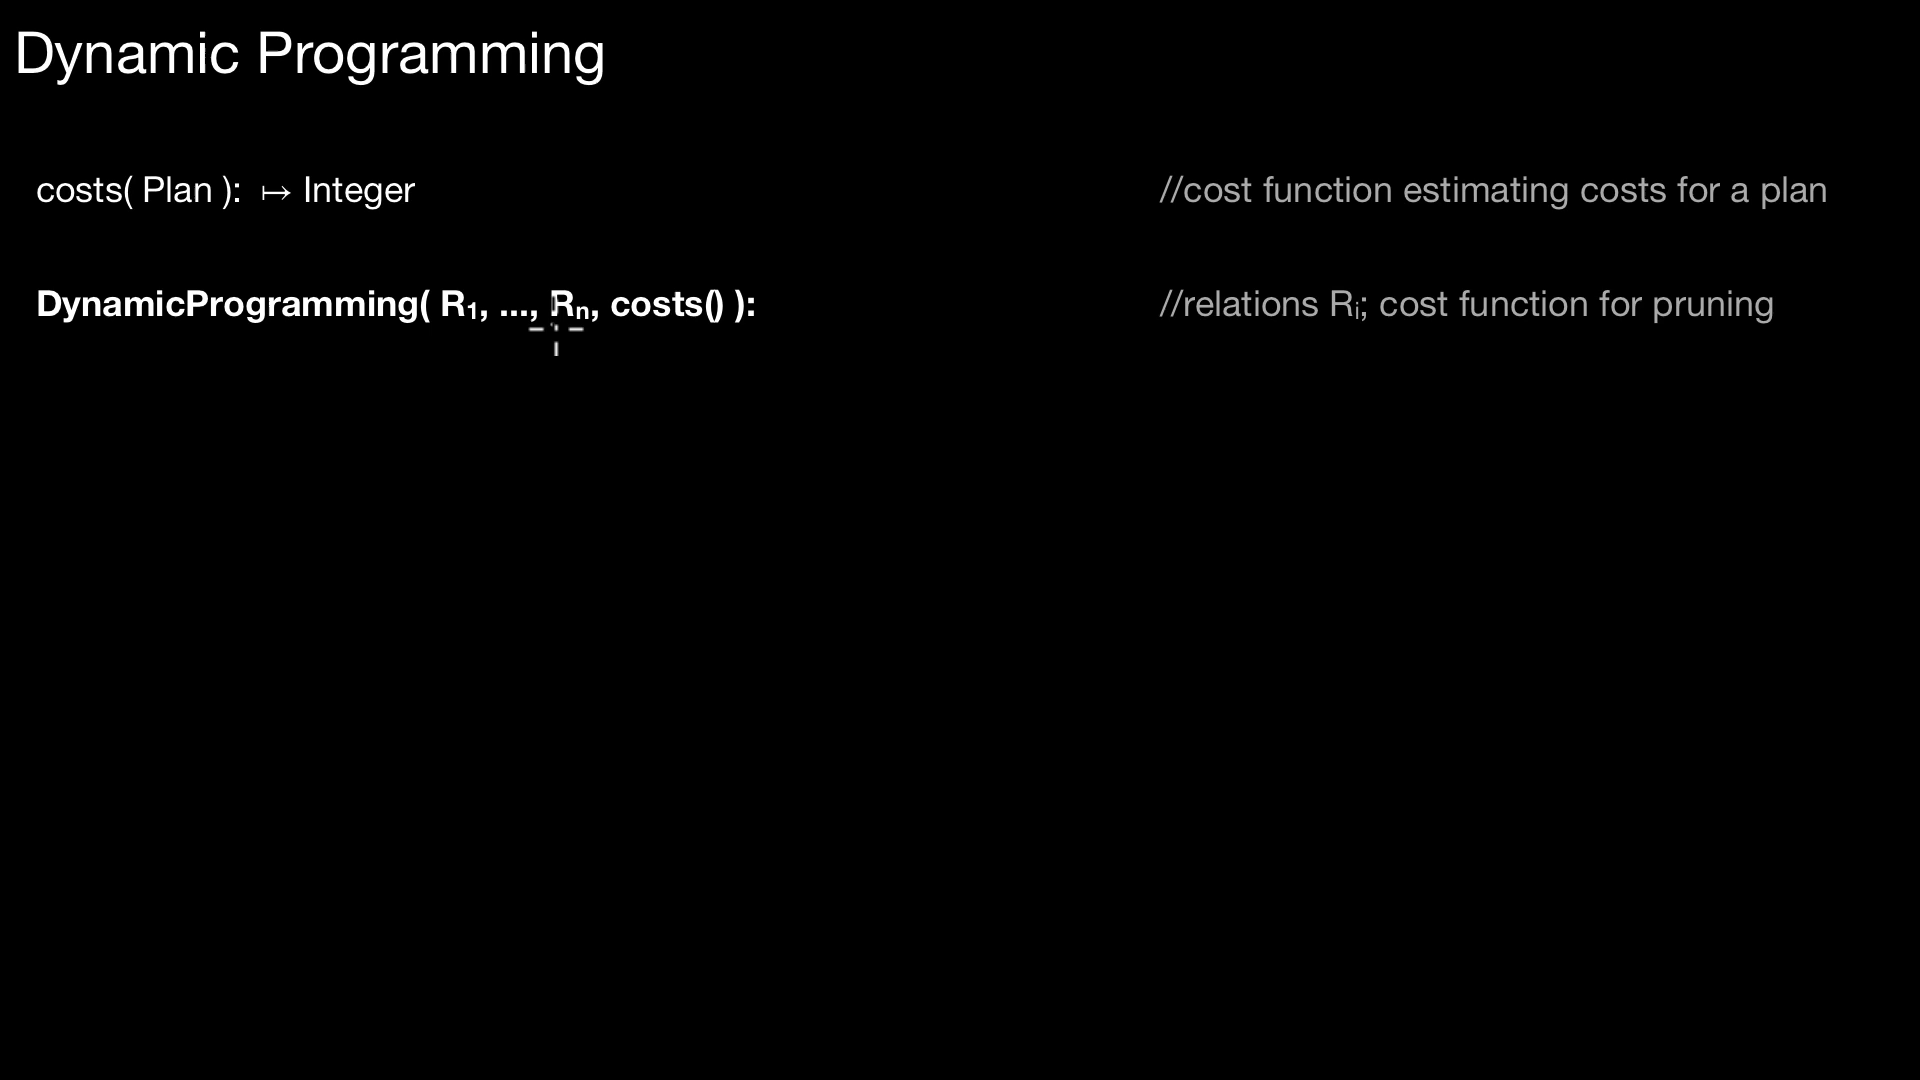 Dynamic Programming
costs( Plan ): ↦ Integer //cost function estimating costs for a plan
DynamicProgramming( R₁, ..., Rₙ, costs() ): //relations Rᵢ; cost function for pruning